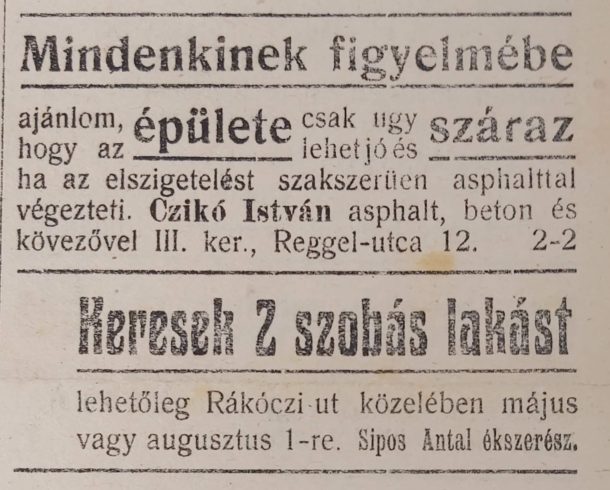 Mindenkinek figyelmébe
ajánlom, hogy az épülete csak ugy lehet jó és száraz
ha az elszigetelést szakszerüen asphalttal
végezteti. Czikó István asphalt, beton és
kövezővel III. ker., Reggel-utca 12. 2-2
Keresek 2 szobás lakást
lehetőleg Rákóczi ut közelében május
vagy augusztus 1-re. Sipos Antal ékszerész.